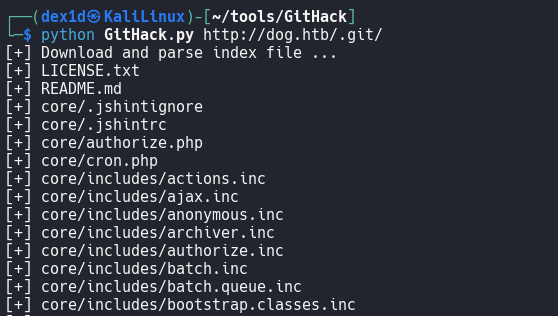 ┌──(dex1d㉿KaliLinux)-[~/tools/GitHack]
└─$ python GitHack.py http://dog.htb/.git/
[+] Download and parse index file ...
[+] LICENSE.txt
[+] README.md
[+] core/.jshintignore
[+] core/.jshintrc
[+] core/authorize.php
[+] core/cron.php
[+] core/includes/actions.inc
[+] core/includes/ajax.inc
[+] core/includes/anonymous.inc
[+] core/includes/archiver.inc
[+] core/includes/authorize.inc
[+] core/includes/batch.inc
[+] core/includes/batch.queue.inc
[+] core/includes/bootstrap.classes.inc